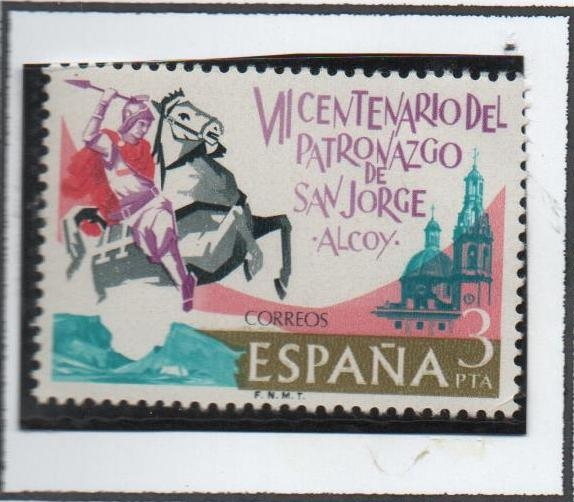 VI CENTENARIO DEL
PATRONAZGO
DE
SAN JORGE
· ALCOY ·
CORREOS
ESPAÑA 3
PTA
F. N. M. T.